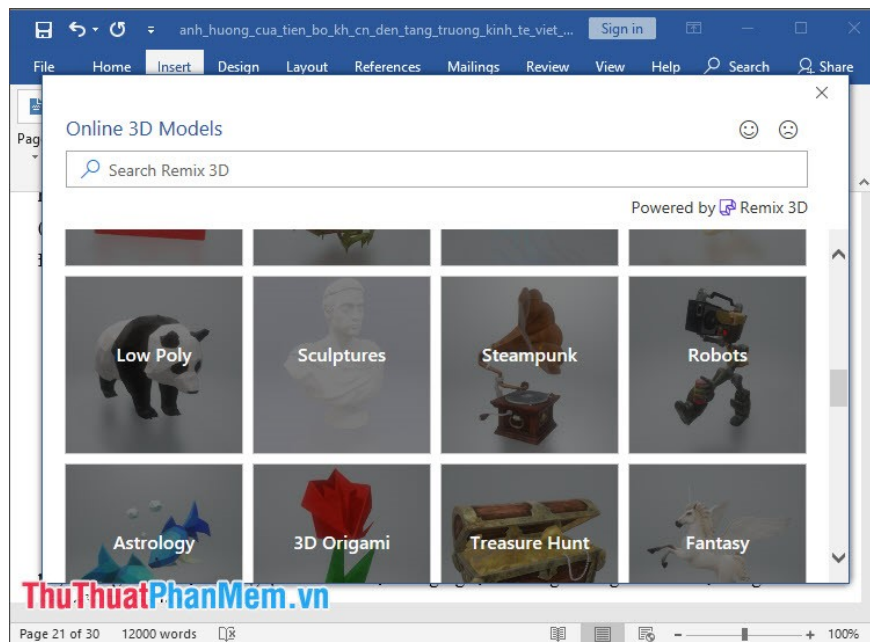 anh_huong_cua_tien_bo_kh_cn_den_tang_truong_kinh_te_viet_... Sign in
File Home Insert Design Layout References Mailings Review View Help Search Share
Online 3D Models
Pag
Search Remix 3D
Powered by Remix 3D
Low Poly Sculptures Steampunk Robots
Astrology 3D Origami Treasure Hunt Fantasy
ThuThuatPhanMem.vn
Page 21 of 30 12000 words 100%